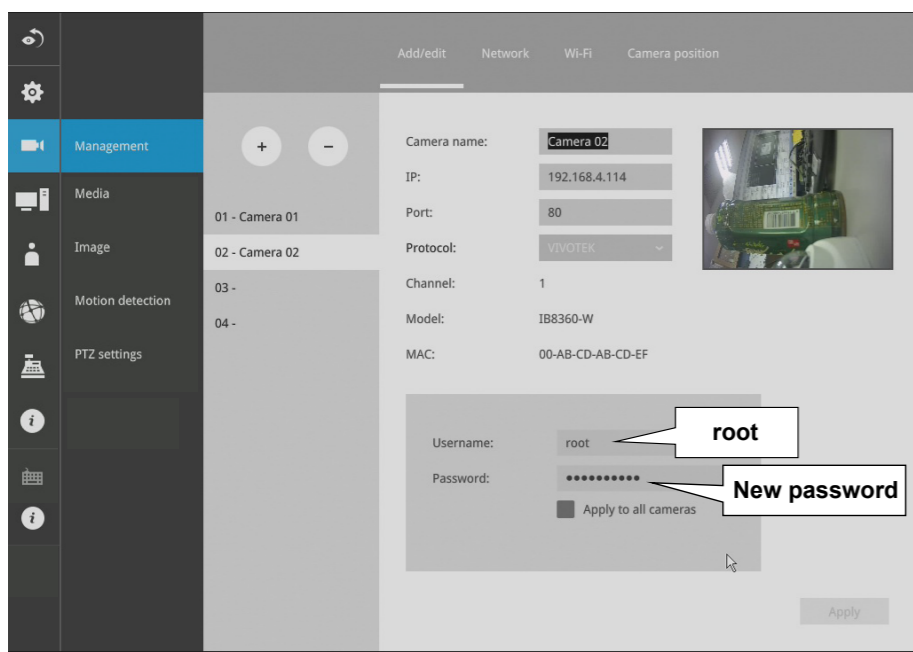 Add/edit Network Wi-Fi Camera position
Management
Media
Image
Motion detection
PTZ settings
+ −
01 - Camera 01
02 - Camera 02
03 -
04 -
Camera name: Camera 02
IP: 192.168.4.114
Port: 80
Protocol: VIVOTEK
Channel: 1
Model: IB8360-W
MAC: 00-AB-CD-AB-CD-EF
Username: root
root
Password: ••••••••••
New password
Apply to all cameras
Apply